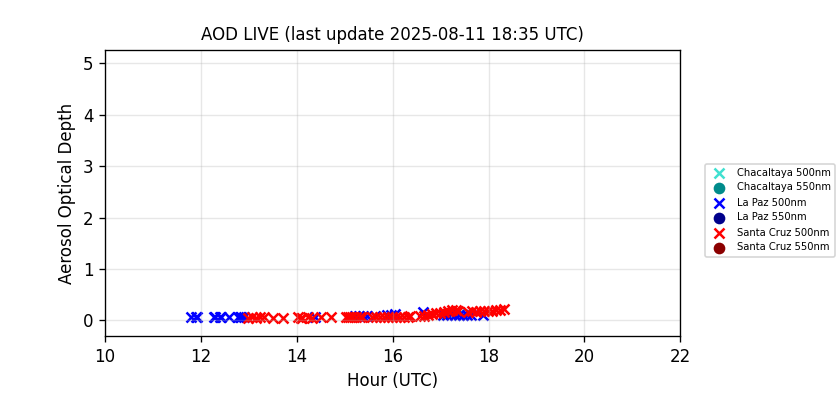 AOD LIVE (last update 2025-08-11 18:35 UTC)
5
4
3
2
1
0
Aerosol Optical Depth
10 12 14 16 18 20 22
Hour (UTC)
Chacaltaya 500nm
Chacaltaya 550nm
La Paz 500nm
La Paz 550nm
Santa Cruz 500nm
Santa Cruz 550nm